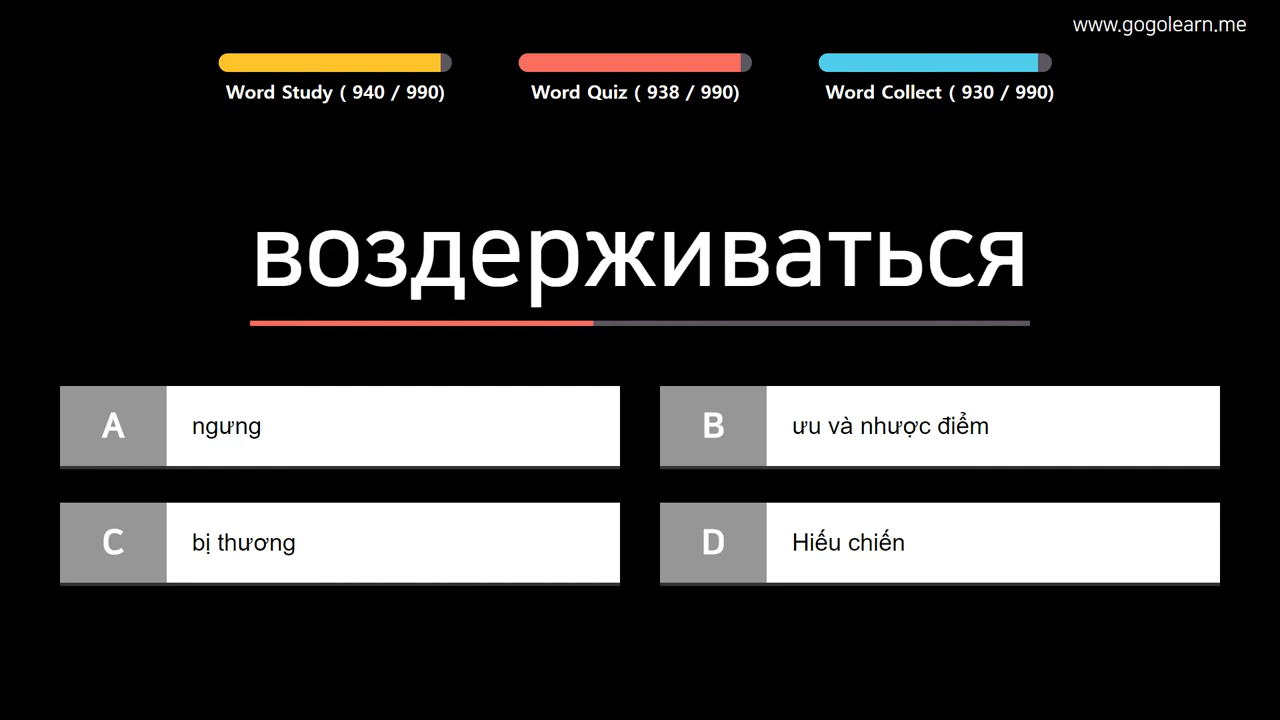 www.gogolearn.me
Word Study ( 940 / 990)
Word Quiz ( 938 / 990)
Word Collect ( 930 / 990)
воздерживаться
A ngưng
B ưu và nhược điểm
C bị thương
D Hiếu chiến